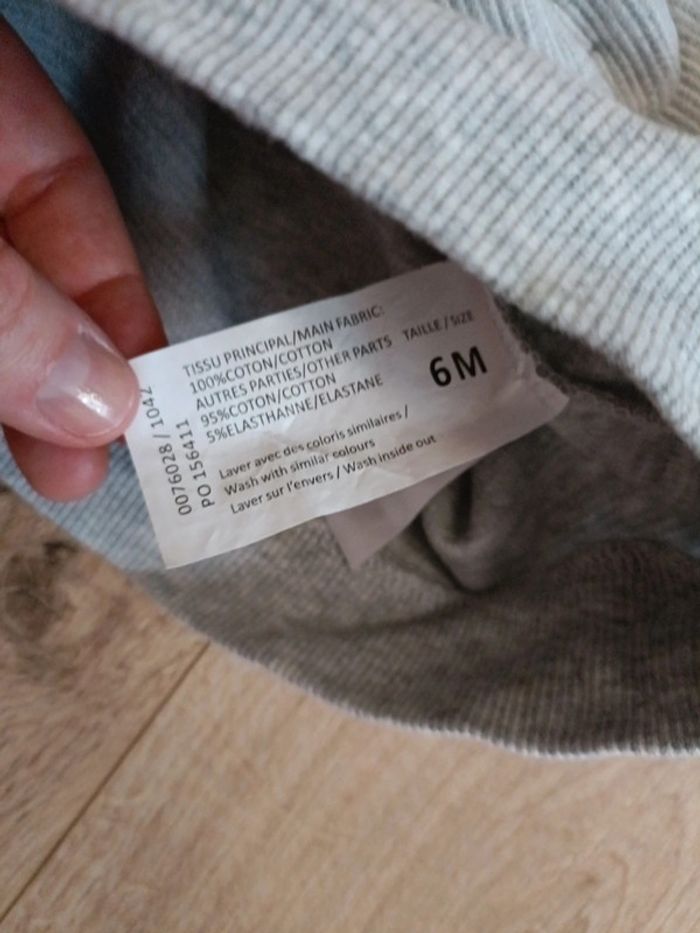 TISSU PRINCIPAL/MAIN FABRIC:
100%COTON/COTTON
AUTRES PARTIES/OTHER PARTS
95%COTON/COTTON
5%ELASTHANNE/ELASTANE
TAILLE / SIZE
6M
Laver avec des coloris similaires /
Wash with similar colours
Laver sur l'envers / Wash inside out
0076028 / 1042
PO 156411